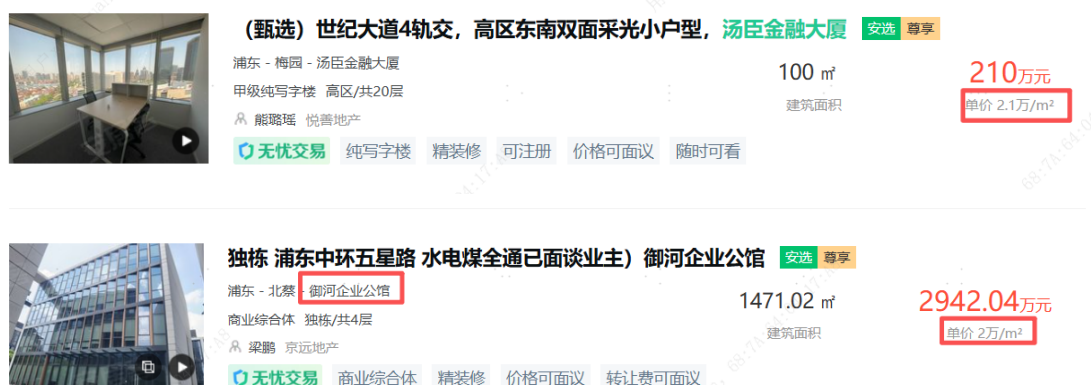 （甄选）世纪大道4轨交，高区东南双面采光小户型，汤臣金融大厦 安选 尊享
浦东 - 梅园 - 汤臣金融大厦
甲级纯写字楼 高区/共20层
熊璐瑶 悦善地产
无忧交易 纯写字楼 精装修 可注册 价格可面议 随时可看
100 ㎡
建筑面积
210万元
单价 2.1万/m²
独栋 浦东中环五星路 水电煤全通已面谈业主）御河企业公馆 安选 尊享
浦东 - 北蔡 - 御河企业公馆
商业综合体 独栋/共4层
梁鹏 京远地产
无忧交易 商业综合体 精装修 价格可面议 转让费可面议
1471.02 ㎡
建筑面积
2942.04万元
单价 2万/m²